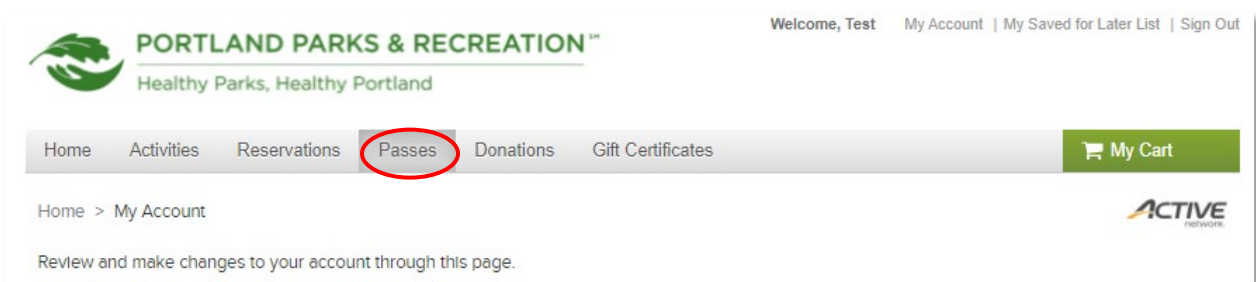 Welcome, Test My Account | My Saved for Later List | Sign Out
PORTLAND PARKS & RECREATION℠
Healthy Parks, Healthy Portland
Home Activities Reservations Passes Donations Gift Certificates My Cart
Home > My Account
ACTIVE
network.
Review and make changes to your account through this page.